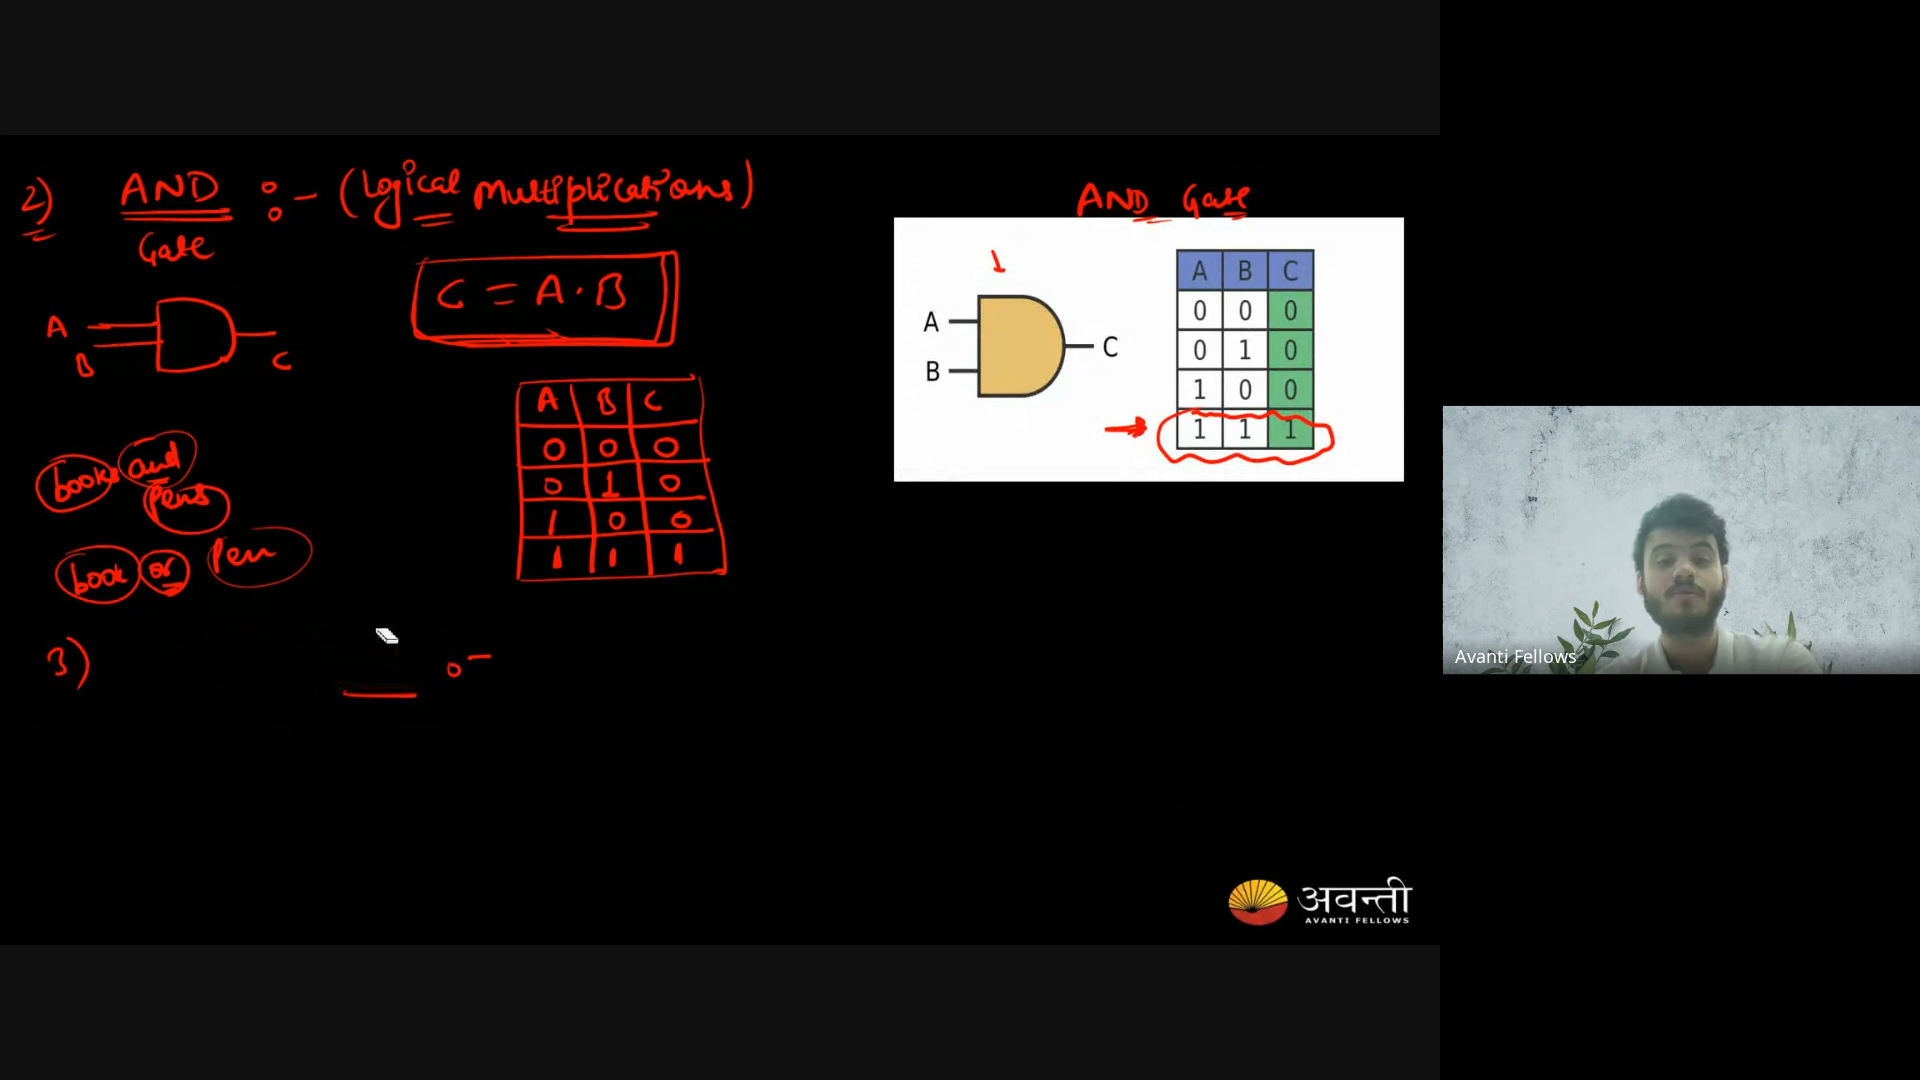 2) AND :- (Logical Multiplications)
Gate
C = A . B
A
B
C
A B C
0 0 0
0 1 0
1 0 0
1 1 1
books and
pens
book or Pen
3) :-
AND Gate
A
B
C
A B C
0 0 0
0 1 0
1 0 0
1 1 1
Avanti Fellows
अवन्ती
AVANTI FELLOWS